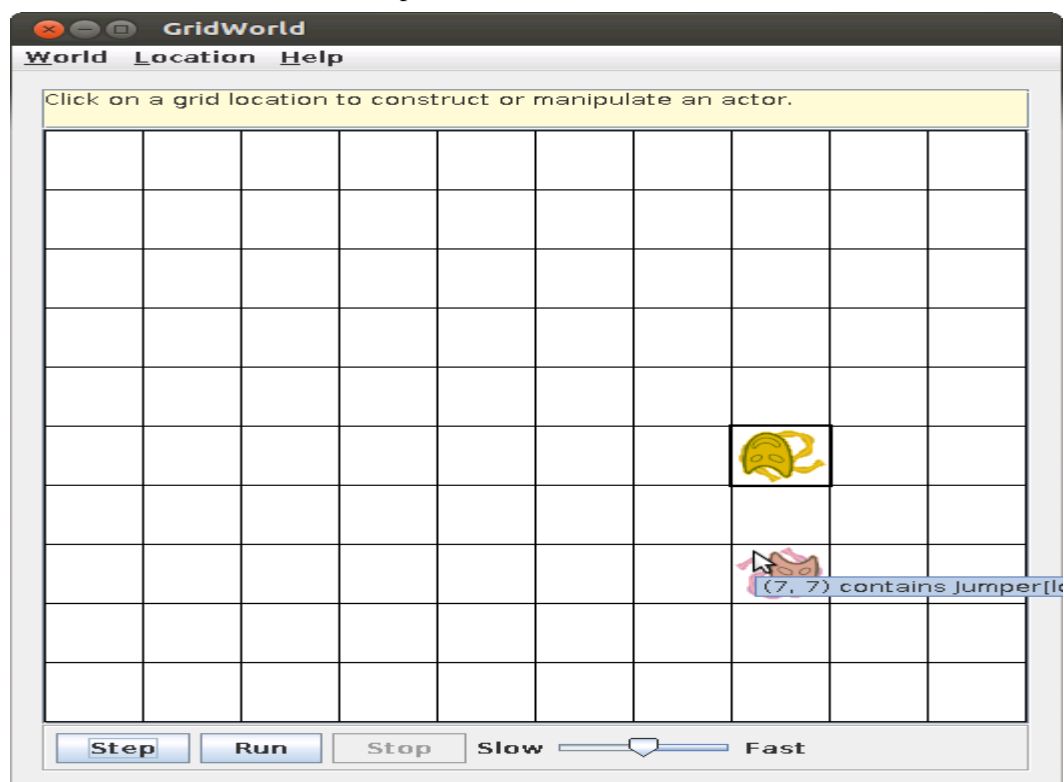 GridWorld
World Location Help
Click on a grid location to construct or manipulate an actor.
(7, 7) contains Jumper[lo
Step Run Stop Slow Fast